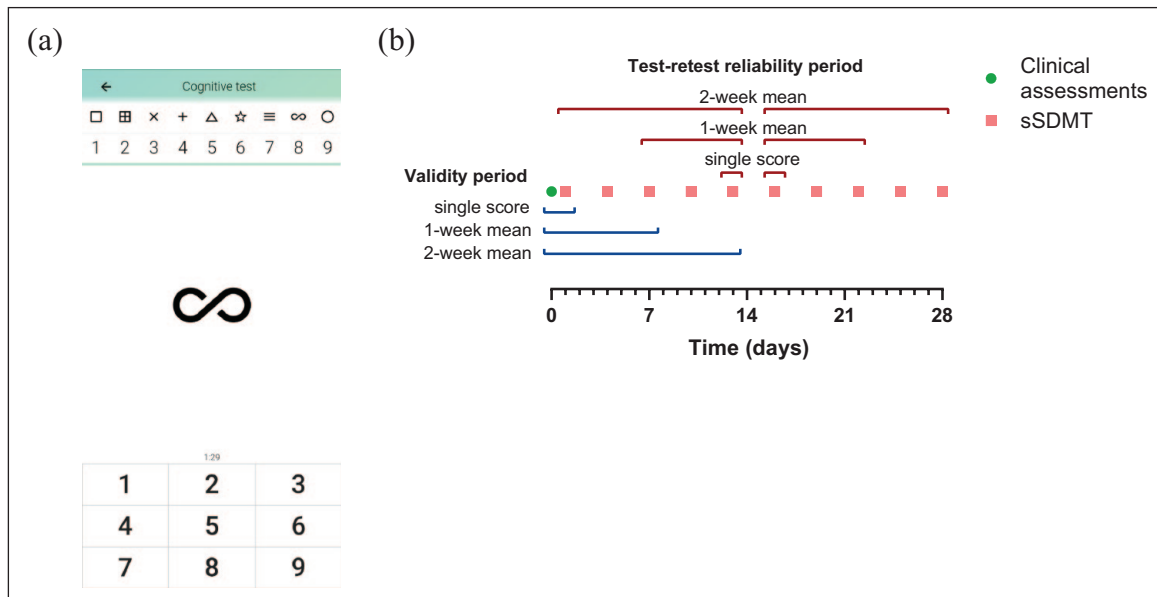 (a)
Cognitive test
1 2 3 4 5 6 7 8 9
1:29
1 2 3
4 5 6
7 8 9
(b)
Test-retest reliability period
2-week mean
1-week mean
single score
Validity period
single score
1-week mean
2-week mean
0 7 14 21 28
Time (days)
Clinical
assessments
sSDMT